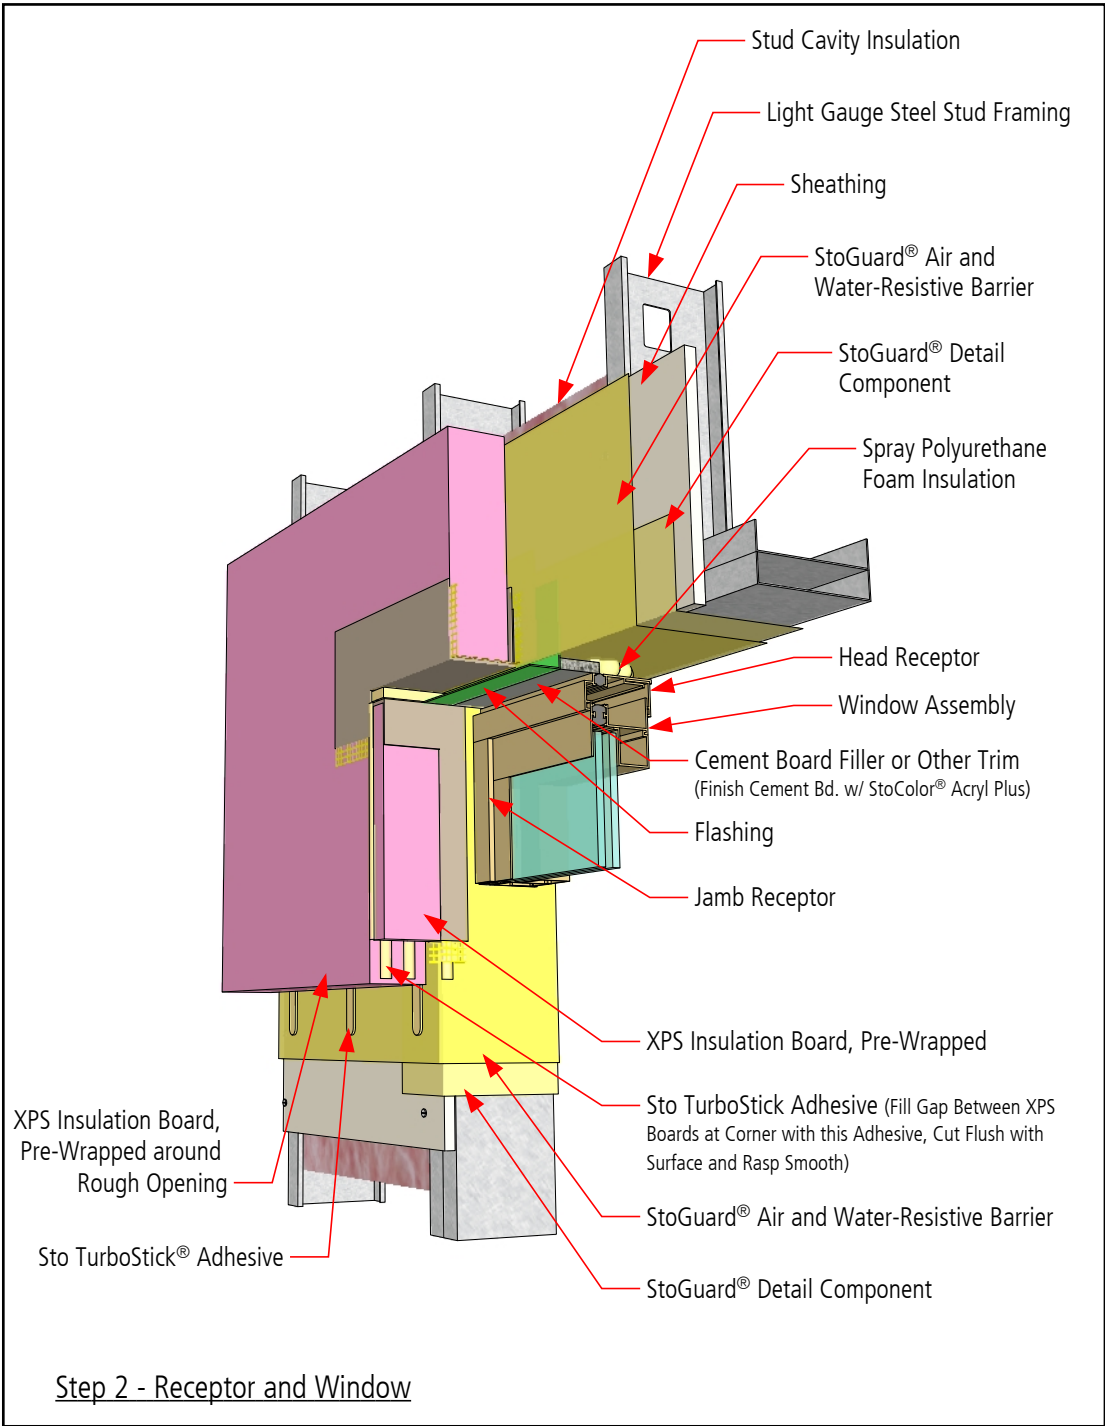 Stud Cavity Insulation
Light Gauge Steel Stud Framing
Sheathing
StoGuard® Air and
Water-Resistive Barrier
StoGuard® Detail
Component
Spray Polyurethane
Foam Insulation
Head Receptor
Window Assembly
Cement Board Filler or Other Trim
(Finish Cement Bd. w/ StoColor® Acryl Plus)
Flashing
Jamb Receptor
XPS Insulation Board, Pre-Wrapped
Sto TurboStick Adhesive (Fill Gap Between XPS
Boards at Corner with this Adhesive, Cut Flush with
Surface and Rasp Smooth)
StoGuard® Air and Water-Resistive Barrier
StoGuard® Detail Component
XPS Insulation Board,
Pre-Wrapped around
Rough Opening
Sto TurboStick® Adhesive
Step 2 - Receptor and Window